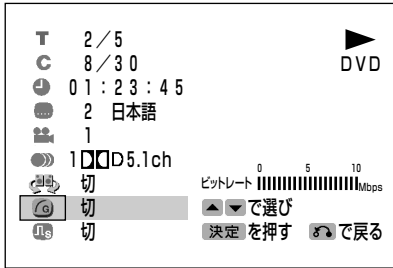 T 2／5
DVD
C 8／30
01：23：45
2 日本語
1
1 DD D 5.1ch
切
0 5 10
ビットレート Mbps
G 切
▲ ▼ で選び
S 切
決定 を押す で戻る